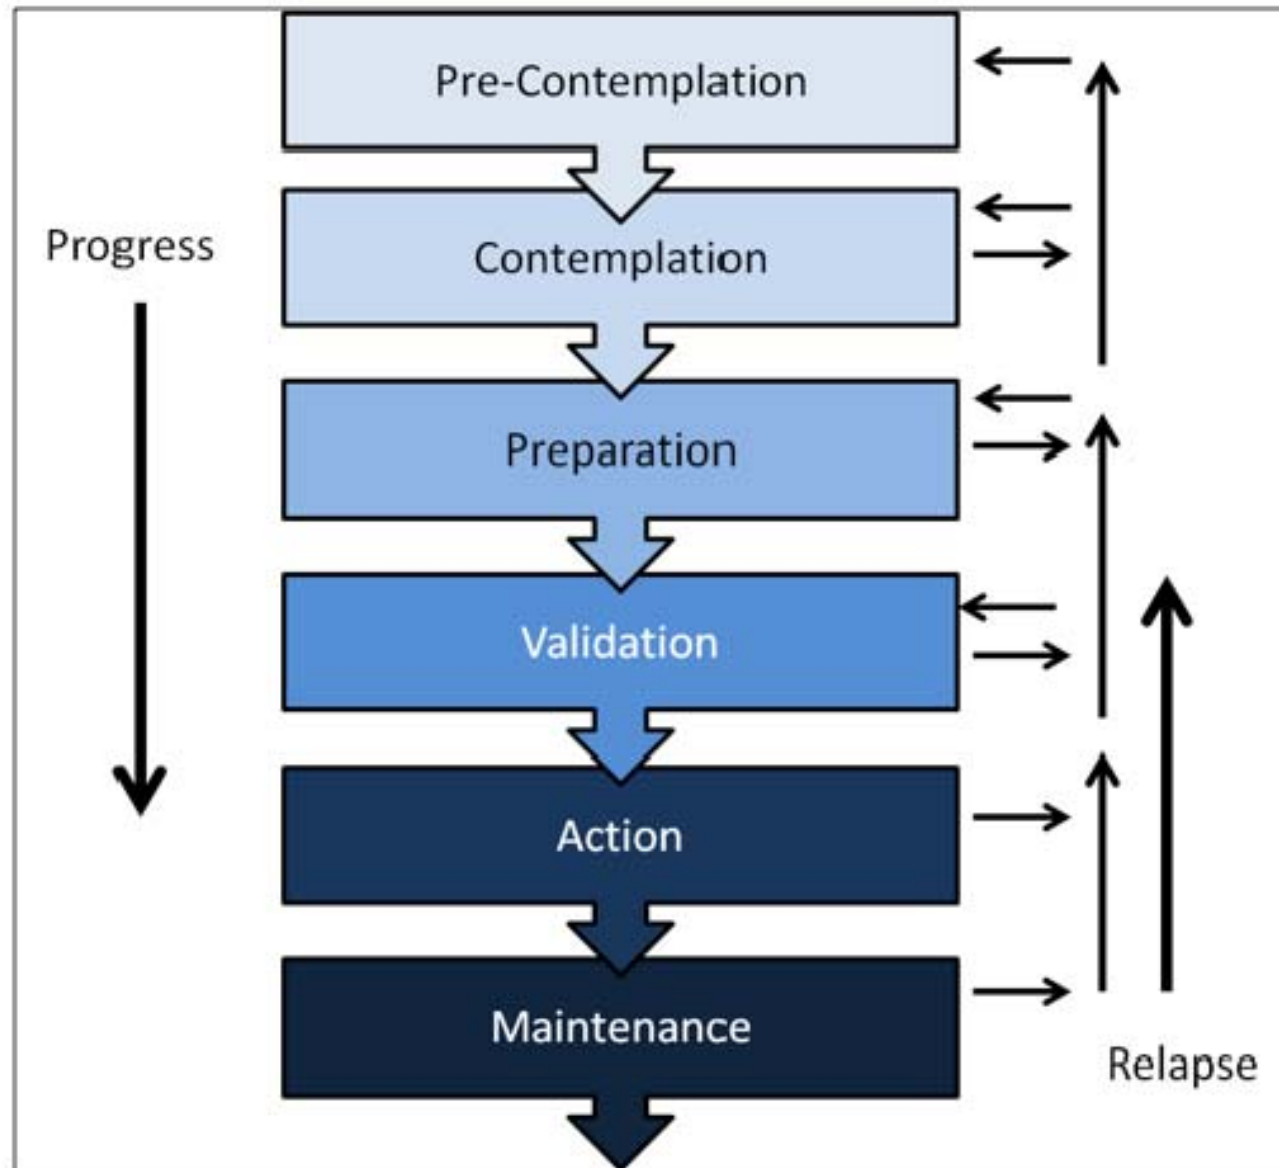 Pre-Contemplation
Progress
Contemplation
Preparation
Validation
Action
Maintenance
Relapse